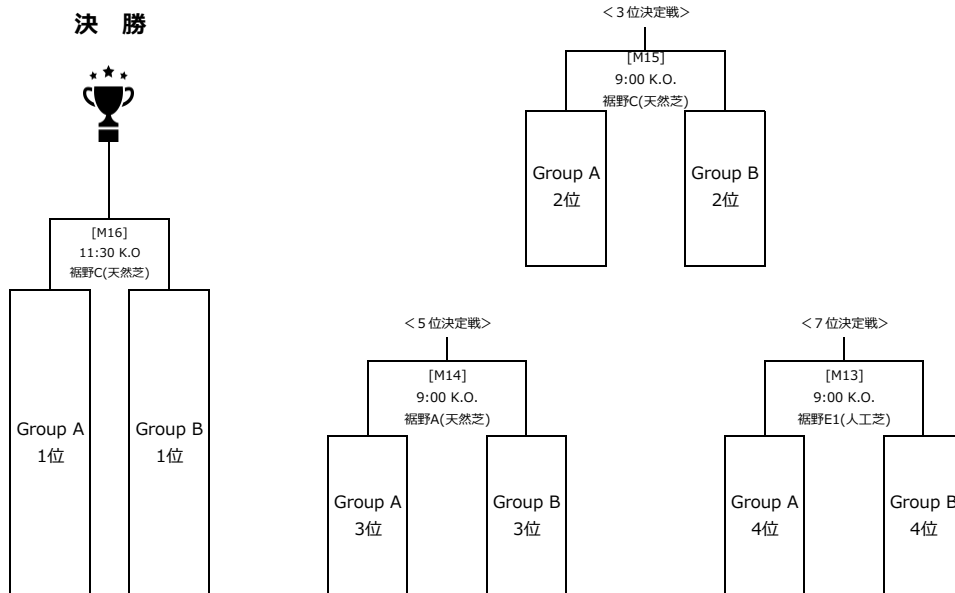 決 勝
[M16]
11:30 K.O
裾野C(天然芝)
Group A
1位
Group B
1位
＜３位決定戦＞
[M15]
9:00 K.O.
裾野C(天然芝)
Group A
2位
Group B
2位
＜５位決定戦＞
[M14]
9:00 K.O.
裾野A(天然芝)
Group A
3位
Group B
3位
＜７位決定戦＞
[M13]
9:00 K.O.
裾野E1(人工芝)
Group A
4位
Group B
4位